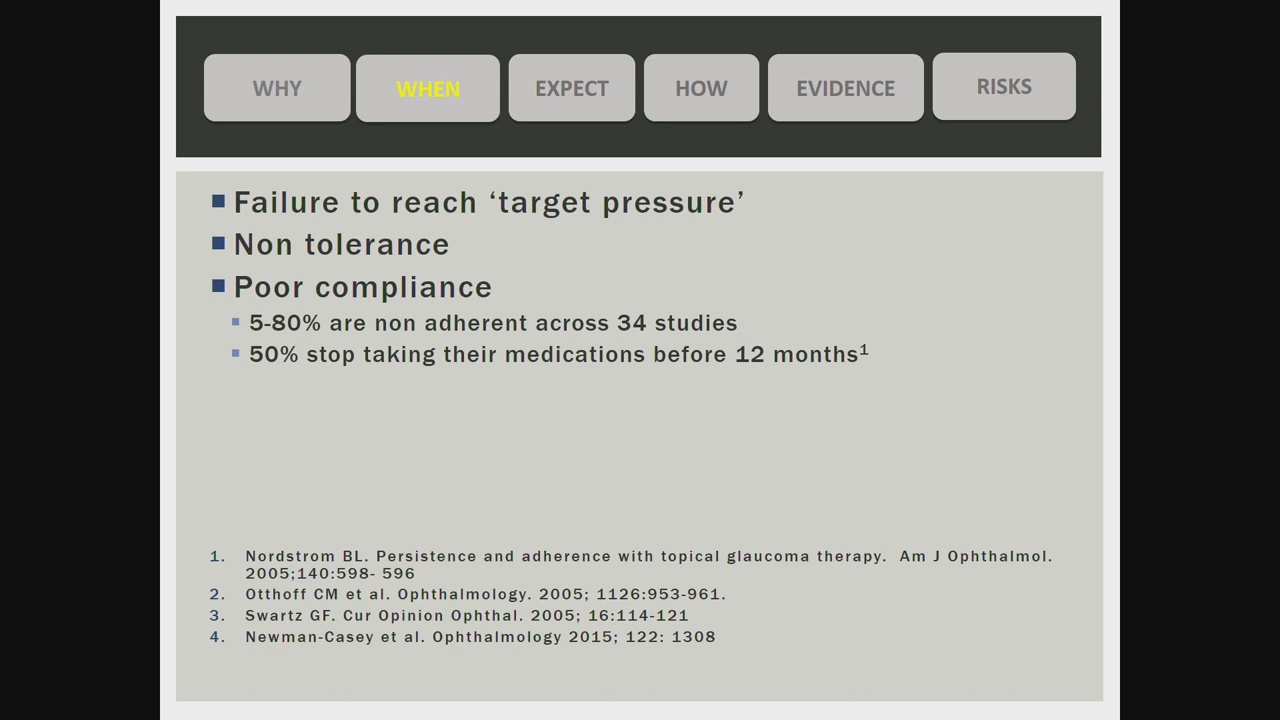 WHY WHEN EXPECT HOW EVIDENCE RISKS
Failure to reach ‘target pressure’
Non tolerance
Poor compliance
5-80% are non adherent across 34 studies
50% stop taking their medications before 12 months1
1. Nordstrom BL. Persistence and adherence with topical glaucoma therapy. Am J Ophthalmol.
2005;140:598- 596
2. Otthoff CM et al. Ophthalmology. 2005; 1126:953-961.
3. Swartz GF. Cur Opinion Ophthal. 2005; 16:114-121
4. Newman-Casey et al. Ophthalmology 2015; 122: 1308